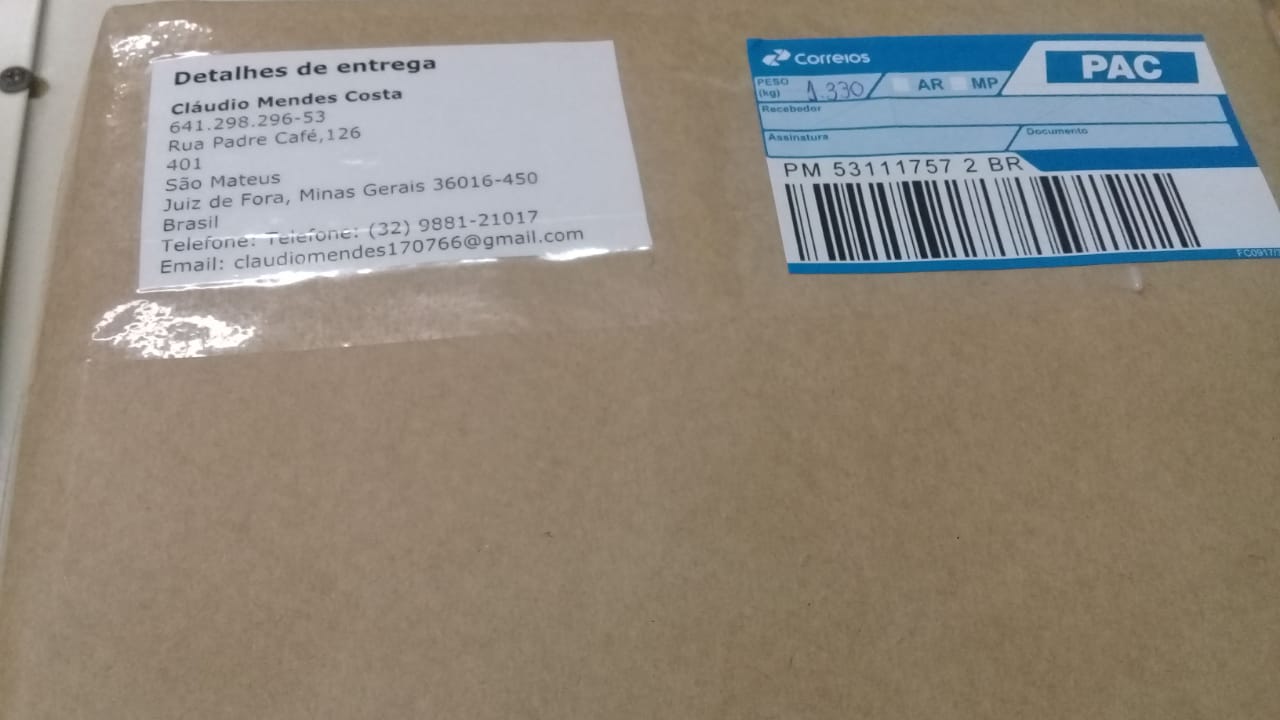 Detalhes de entrega
Cláudio Mendes Costa
641.298.296-53
Rua Padre Café,126
401
São Mateus
Juiz de Fora, Minas Gerais 36016-450
Brasil
Telefone: Telefone: (32) 9881-21017
Email: claudiomendes170766@gmail.com
Correios
PAC
PESO
(kg)
1.330
AR
MP
Recebedor
Assinatura
Documento
PM 53111757 2 BR